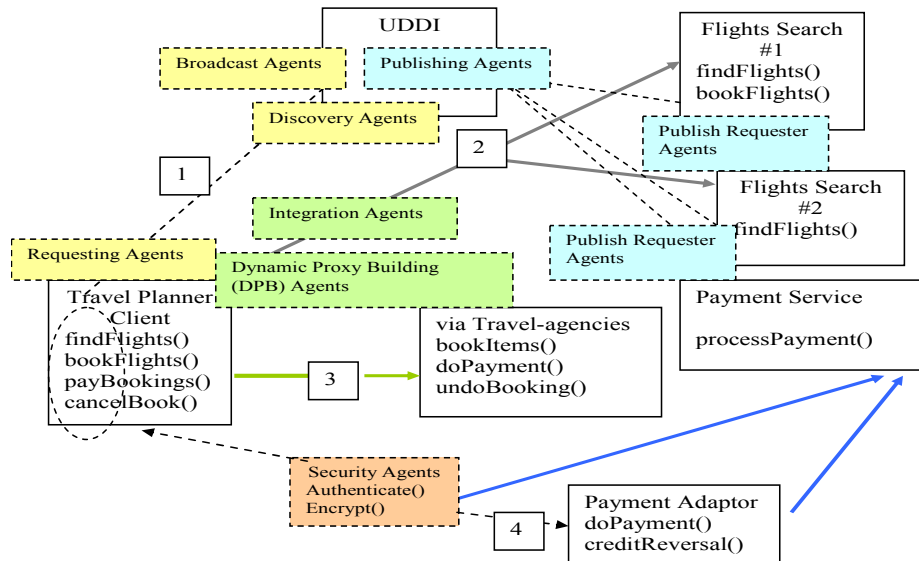 UDDI
Broadcast Agents
Publishing Agents
Discovery Agents
Flights Search
#1
findFlights()
bookFlights()
Publish Requester
Agents
1
2
Flights Search
#2
findFlights()
Integration Agents
Requesting Agents
Dynamic Proxy Building
(DPB) Agents
Publish Requester
Agents
Travel Planner
Client
findFlights()
bookFlights()
payBookings()
cancelBook()
3
via Travel-agencies
bookItems()
doPayment()
undoBooking()
Payment Service
processPayment()
Security Agents
Authenticate()
Encrypt()
4
Payment Adaptor
doPayment()
creditReversal()